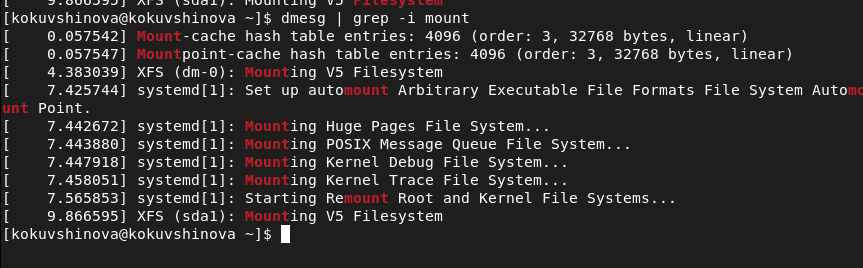 [    9.866595] XFS (sda1): Mounting V5 Filesystem
[kokuvshinova@kokuvshinova ~]$ dmesg | grep -i mount
[    0.057542] Mount-cache hash table entries: 4096 (order: 3, 32768 bytes, linear)
[    0.057547] Mountpoint-cache hash table entries: 4096 (order: 3, 32768 bytes, linear)
[    4.383039] XFS (dm-0): Mounting V5 Filesystem
[    7.425744] systemd[1]: Set up automount Arbitrary Executable File Formats File System Automo
unt Point.
[    7.442672] systemd[1]: Mounting Huge Pages File System...
[    7.443880] systemd[1]: Mounting POSIX Message Queue File System...
[    7.447918] systemd[1]: Mounting Kernel Debug File System...
[    7.458051] systemd[1]: Mounting Kernel Trace File System...
[    7.565853] systemd[1]: Starting Remount Root and Kernel File Systems...
[    9.866595] XFS (sda1): Mounting V5 Filesystem
[kokuvshinova@kokuvshinova ~]$